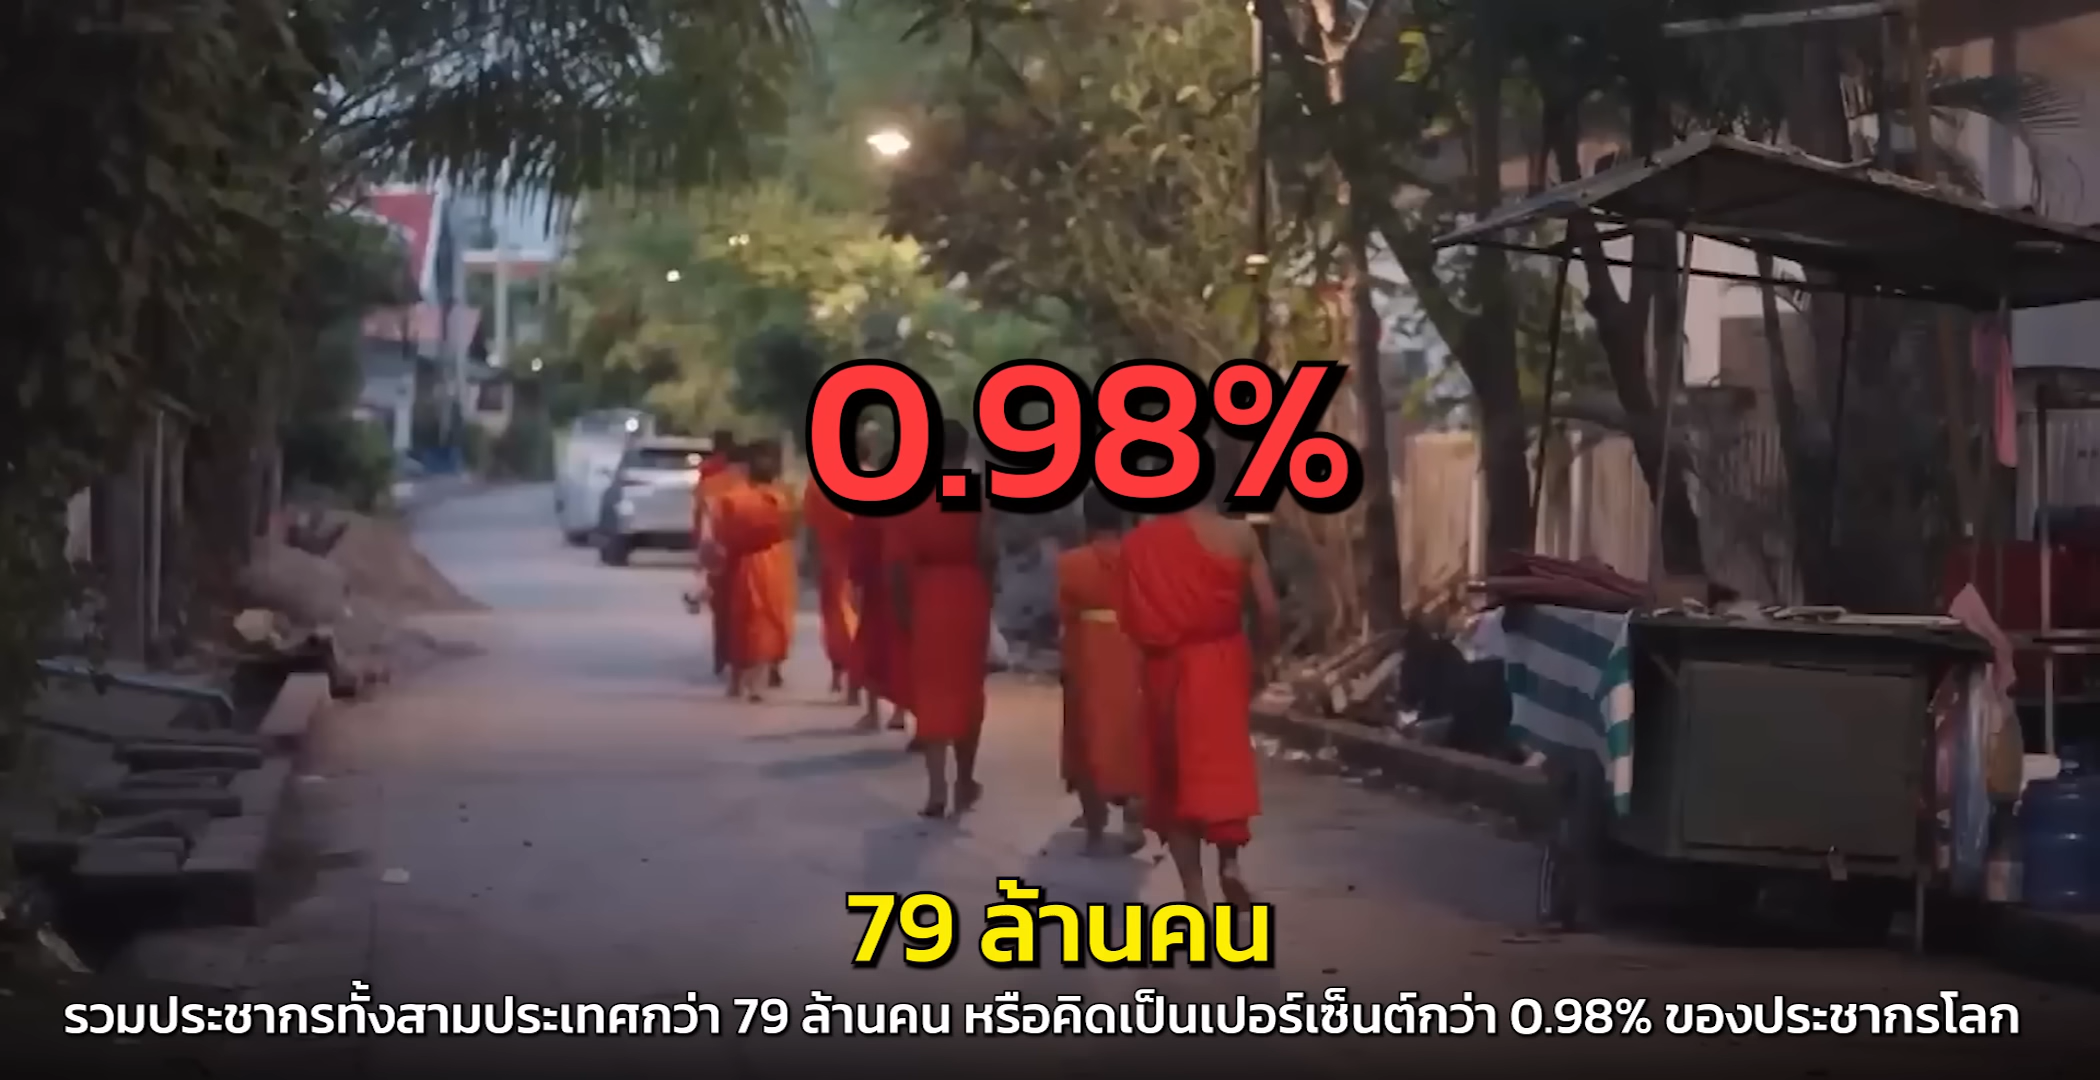 0.98%
79 ล้านคน
รวมประชากรทั้งสามประเทศกว่า 79 ล้านคน หรือคิดเป็นเปอร์เซ็นต์กว่า 0.98% ของประชากรโลก